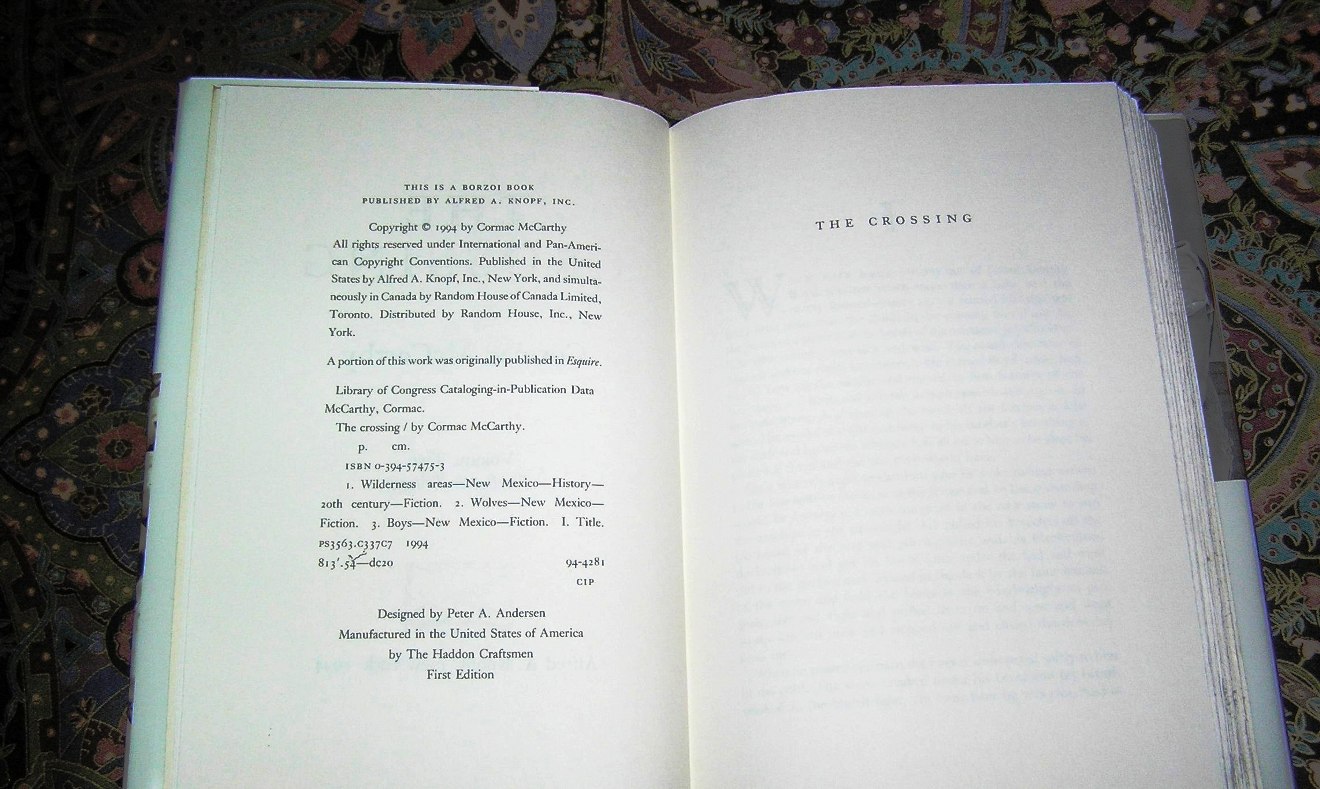 THIS IS A BORZOI BOOK
PUBLISHED BY ALFRED A. KNOPF, INC.
Copyright © 1994 by Cormac McCarthy
All rights reserved under International and Pan-Ameri-
can Copyright Conventions. Published in the United
States by Alfred A. Knopf, Inc., New York, and simulta-
neously in Canada by Random House of Canada Limited,
Toronto. Distributed by Random House, Inc., New
York.
A portion of this work was originally published in Esquire.
Library of Congress Cataloging-in-Publication Data
McCarthy, Cormac.
The crossing / by Cormac McCarthy.
p. cm.
ISBN 0-394-57475-3
1. Wilderness areas—New Mexico—History—
20th century—Fiction. 2. Wolves—New Mexico—
Fiction. 3. Boys—New Mexico—Fiction. I. Title.
PS3563.C337C7 1994
813'.54—dc20 94-4281
CIP
Designed by Peter A. Andersen
Manufactured in the United States of America
by The Haddon Craftsmen
First Edition
THE CROSSING